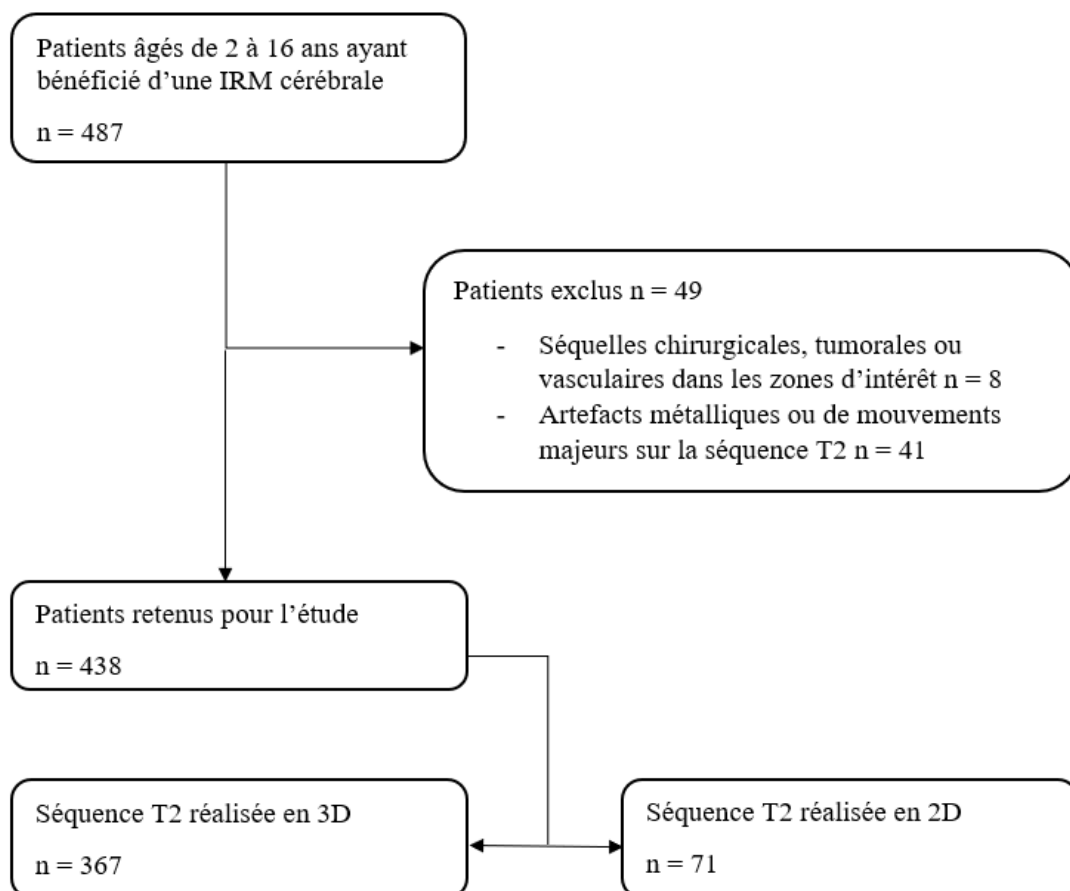 Patients âgés de 2 à 16 ans ayant
bénéficié d’une IRM cérébrale
n = 487
Patients exclus n = 49
- Séquelles chirurgicales, tumorales ou
vasculaires dans les zones d’intérêt n = 8
- Artefacts métalliques ou de mouvements
majeurs sur la séquence T2 n = 41
Patients retenus pour l’étude
n = 438
Séquence T2 réalisée en 3D
n = 367
Séquence T2 réalisée en 2D
n = 71